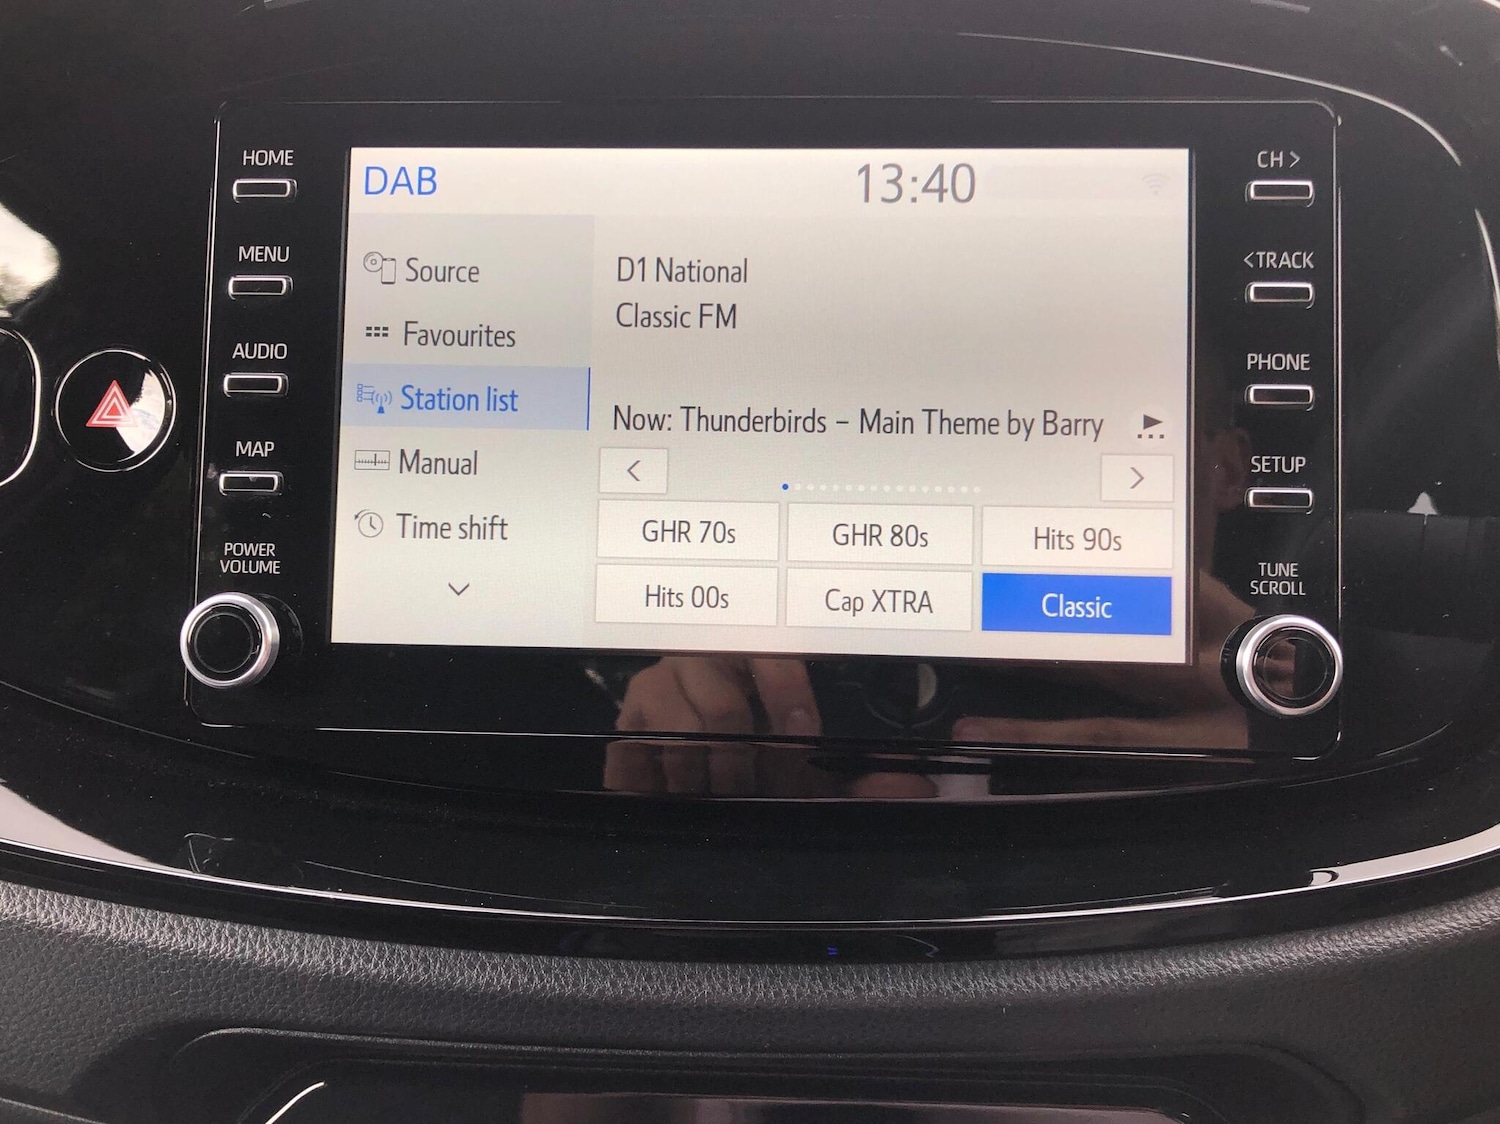 HOME
MENU
AUDIO
MAP
POWER
VOLUME
DAB
13:40
Source
Favourites
Station list
Manual
Time shift
D1 National
Classic FM
Now: Thunderbirds – Main Theme by Barry
<
>
GHR 70s
GHR 80s
Hits 90s
Hits 00s
Cap XTRA
Classic
CH >
<TRACK
PHONE
SETUP
TUNE
SCROLL